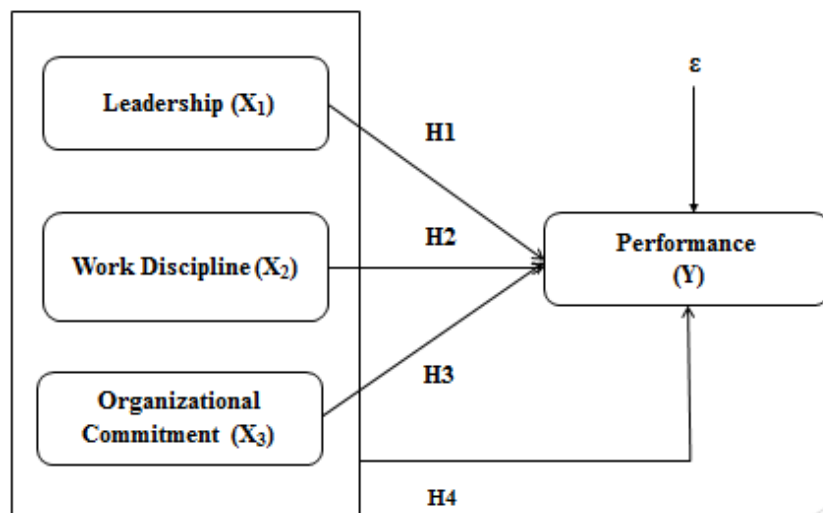 Leadership (X₁)
H1
ε
Work Discipline (X₂)
H2
Performance
(Y)
H3
Organizational
Commitment (X₃)
H4